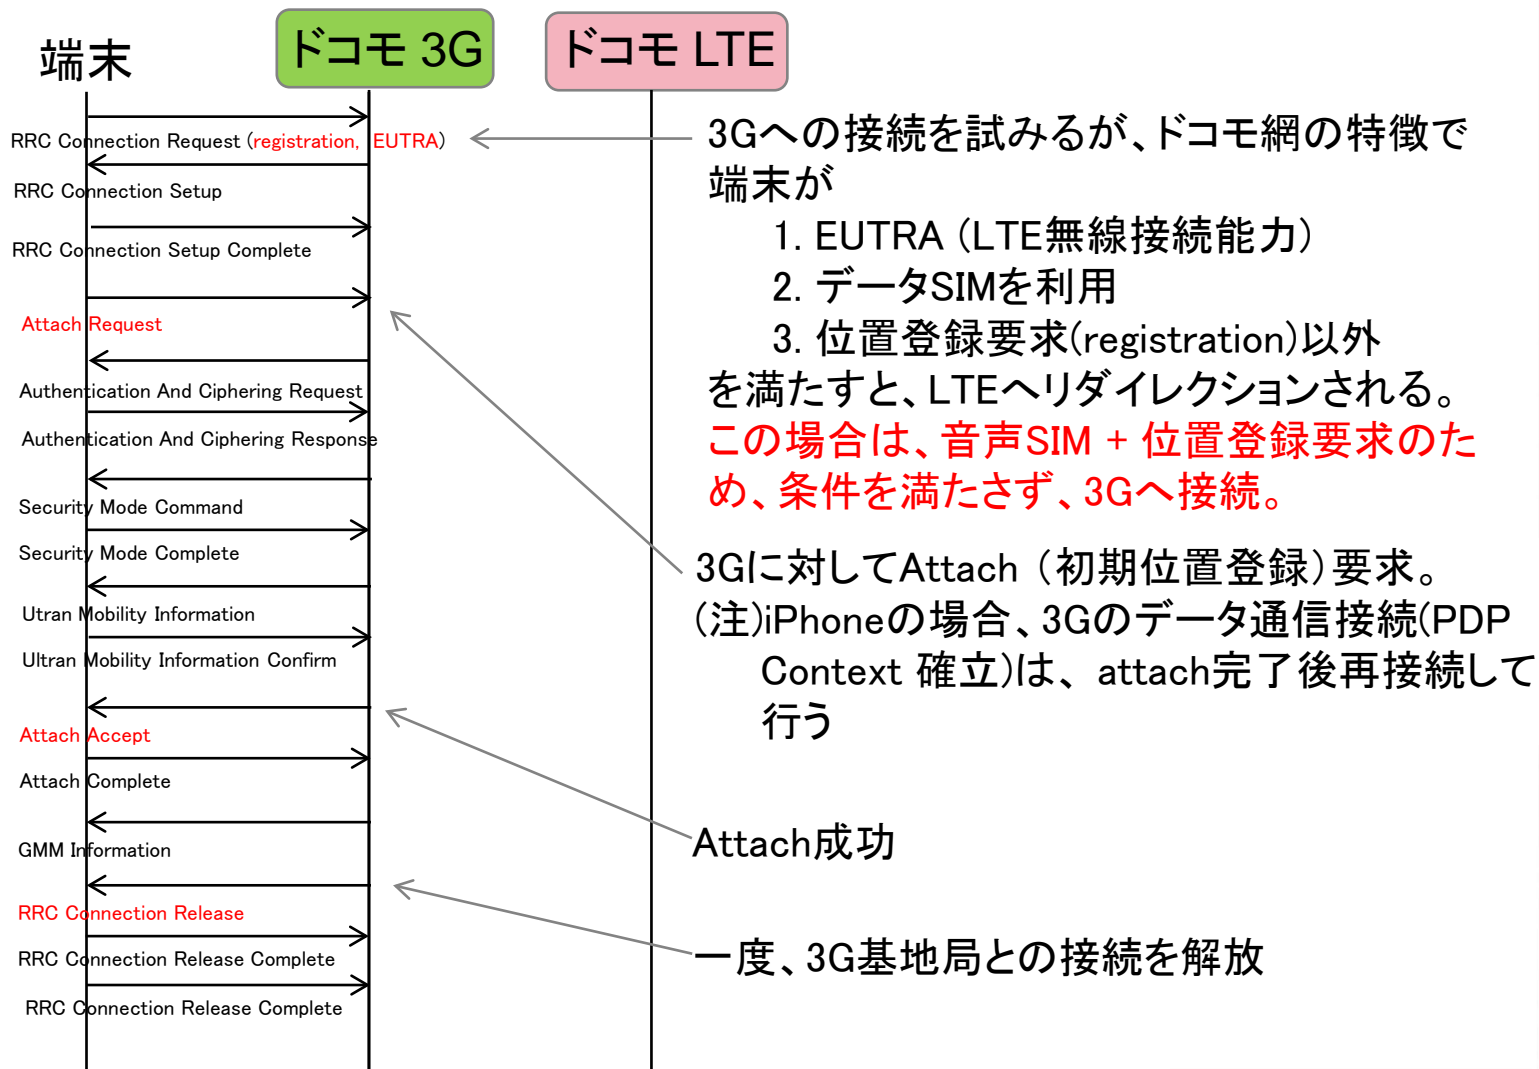 端末
ドコモ 3G
ドコモ LTE
RRC Connection Request (registration, EUTRA)
RRC Connection Setup
RRC Connection Setup Complete
Attach Request
Authentication And Ciphering Request
Authentication And Ciphering Response
Security Mode Command
Security Mode Complete
Utran Mobility Information
Ultran Mobility Information Confirm
Attach Accept
Attach Complete
GMM Information
RRC Connection Release
RRC Connection Release Complete
RRC Connection Release Complete
3Gへの接続を試みるが、ドコモ網の特徴で
端末が
1. EUTRA (LTE無線接続能力)
2. データSIMを利用
3. 位置登録要求(registration)以外
を満たすと、LTEへリダイレクションされる。
この場合は、音声SIM + 位置登録要求のた
め、条件を満たさず、3Gへ接続。
3Gに対してAttach （初期位置登録）要求。
(注)iPhoneの場合、3Gのデータ通信接続(PDP
Context 確立)は、attach完了後再接続して
行う
Attach成功
一度、3G基地局との接続を解放